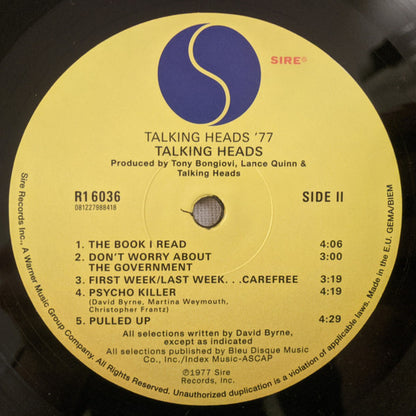 SIRE®
TALKING HEADS '77
TALKING HEADS
Produced by Tony Bongiovi, Lance Quinn &
Talking Heads
R1 6036
081227988418
SIDE II
1. THE BOOK I READ 4:06
2. DON'T WORRY ABOUT
THE GOVERNMENT 3:00
3. FIRST WEEK/LAST WEEK. . .CAREFREE 3:19
4. PSYCHO KILLER 4:19
(David Byrne, Martina Weymouth,
Christopher Frantz)
5. PULLED UP 4:29
All selections written by David Byrne,
except as indicated
All selections published by Bleu Disque Music
Co., Inc./Index Music-ASCAP
℗1977 Sire
Records, Inc.
Sire Records Inc., A Warner Music Group Company. All Rights Reserved. Unauthorized duplication is a violation of applicable laws. Made in E.U. GEMA/BIEM